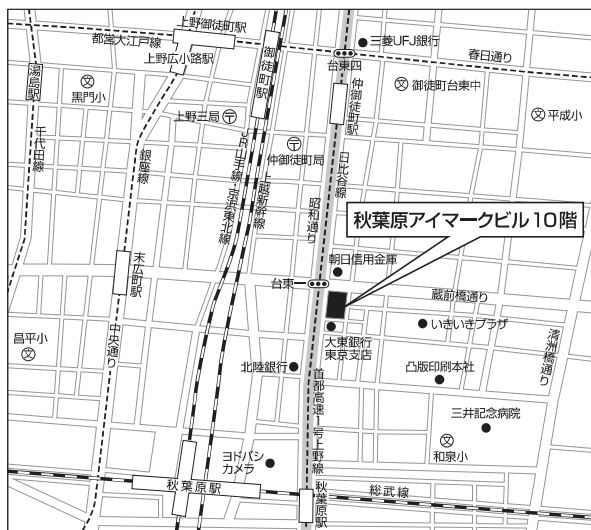 上野御徒町駅
都営大江戸線
上野広小路駅
御徒町駅
三菱UFJ銀行
台東四
春日通り
湯島駅
黒門小
仲御徒町駅
御徒町台東中
平成小
上野三局
仲御徒町局
千代田線
銀座線
JR山手線・京浜東北線
上越新幹線
昭和通り
日比谷線
秋葉原アイマークビル10階
末広町駅
朝日信用金庫
台東一
蔵前橋通り
中央通り
昌平小
大東銀行
東京支店
いきいきプラザ
清洲橋通り
北陸銀行
首都高速1号上野線
凸版印刷本社
三井記念病院
和泉小
ヨドバシ
カメラ
秋葉原駅
秋葉原駅
総武線